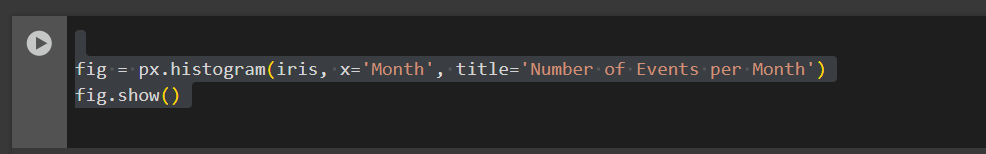 fig = px.histogram(iris, x='Month', title='Number of Events per Month')
fig.show()